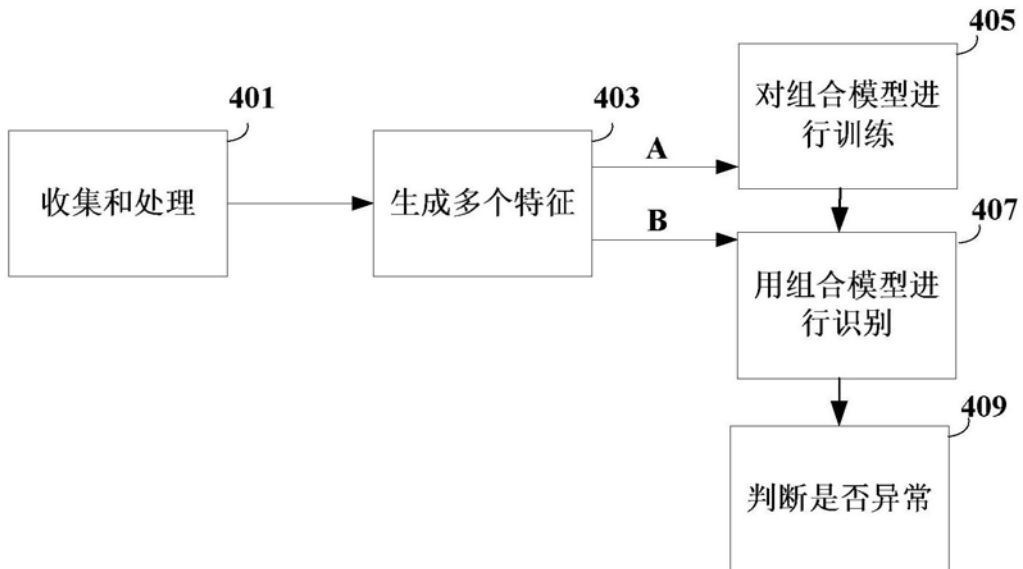 401
收集和处理
403
生成多个特征
A
B
405
对组合模型进
行训练
407
用组合模型进
行识别
409
判断是否异常